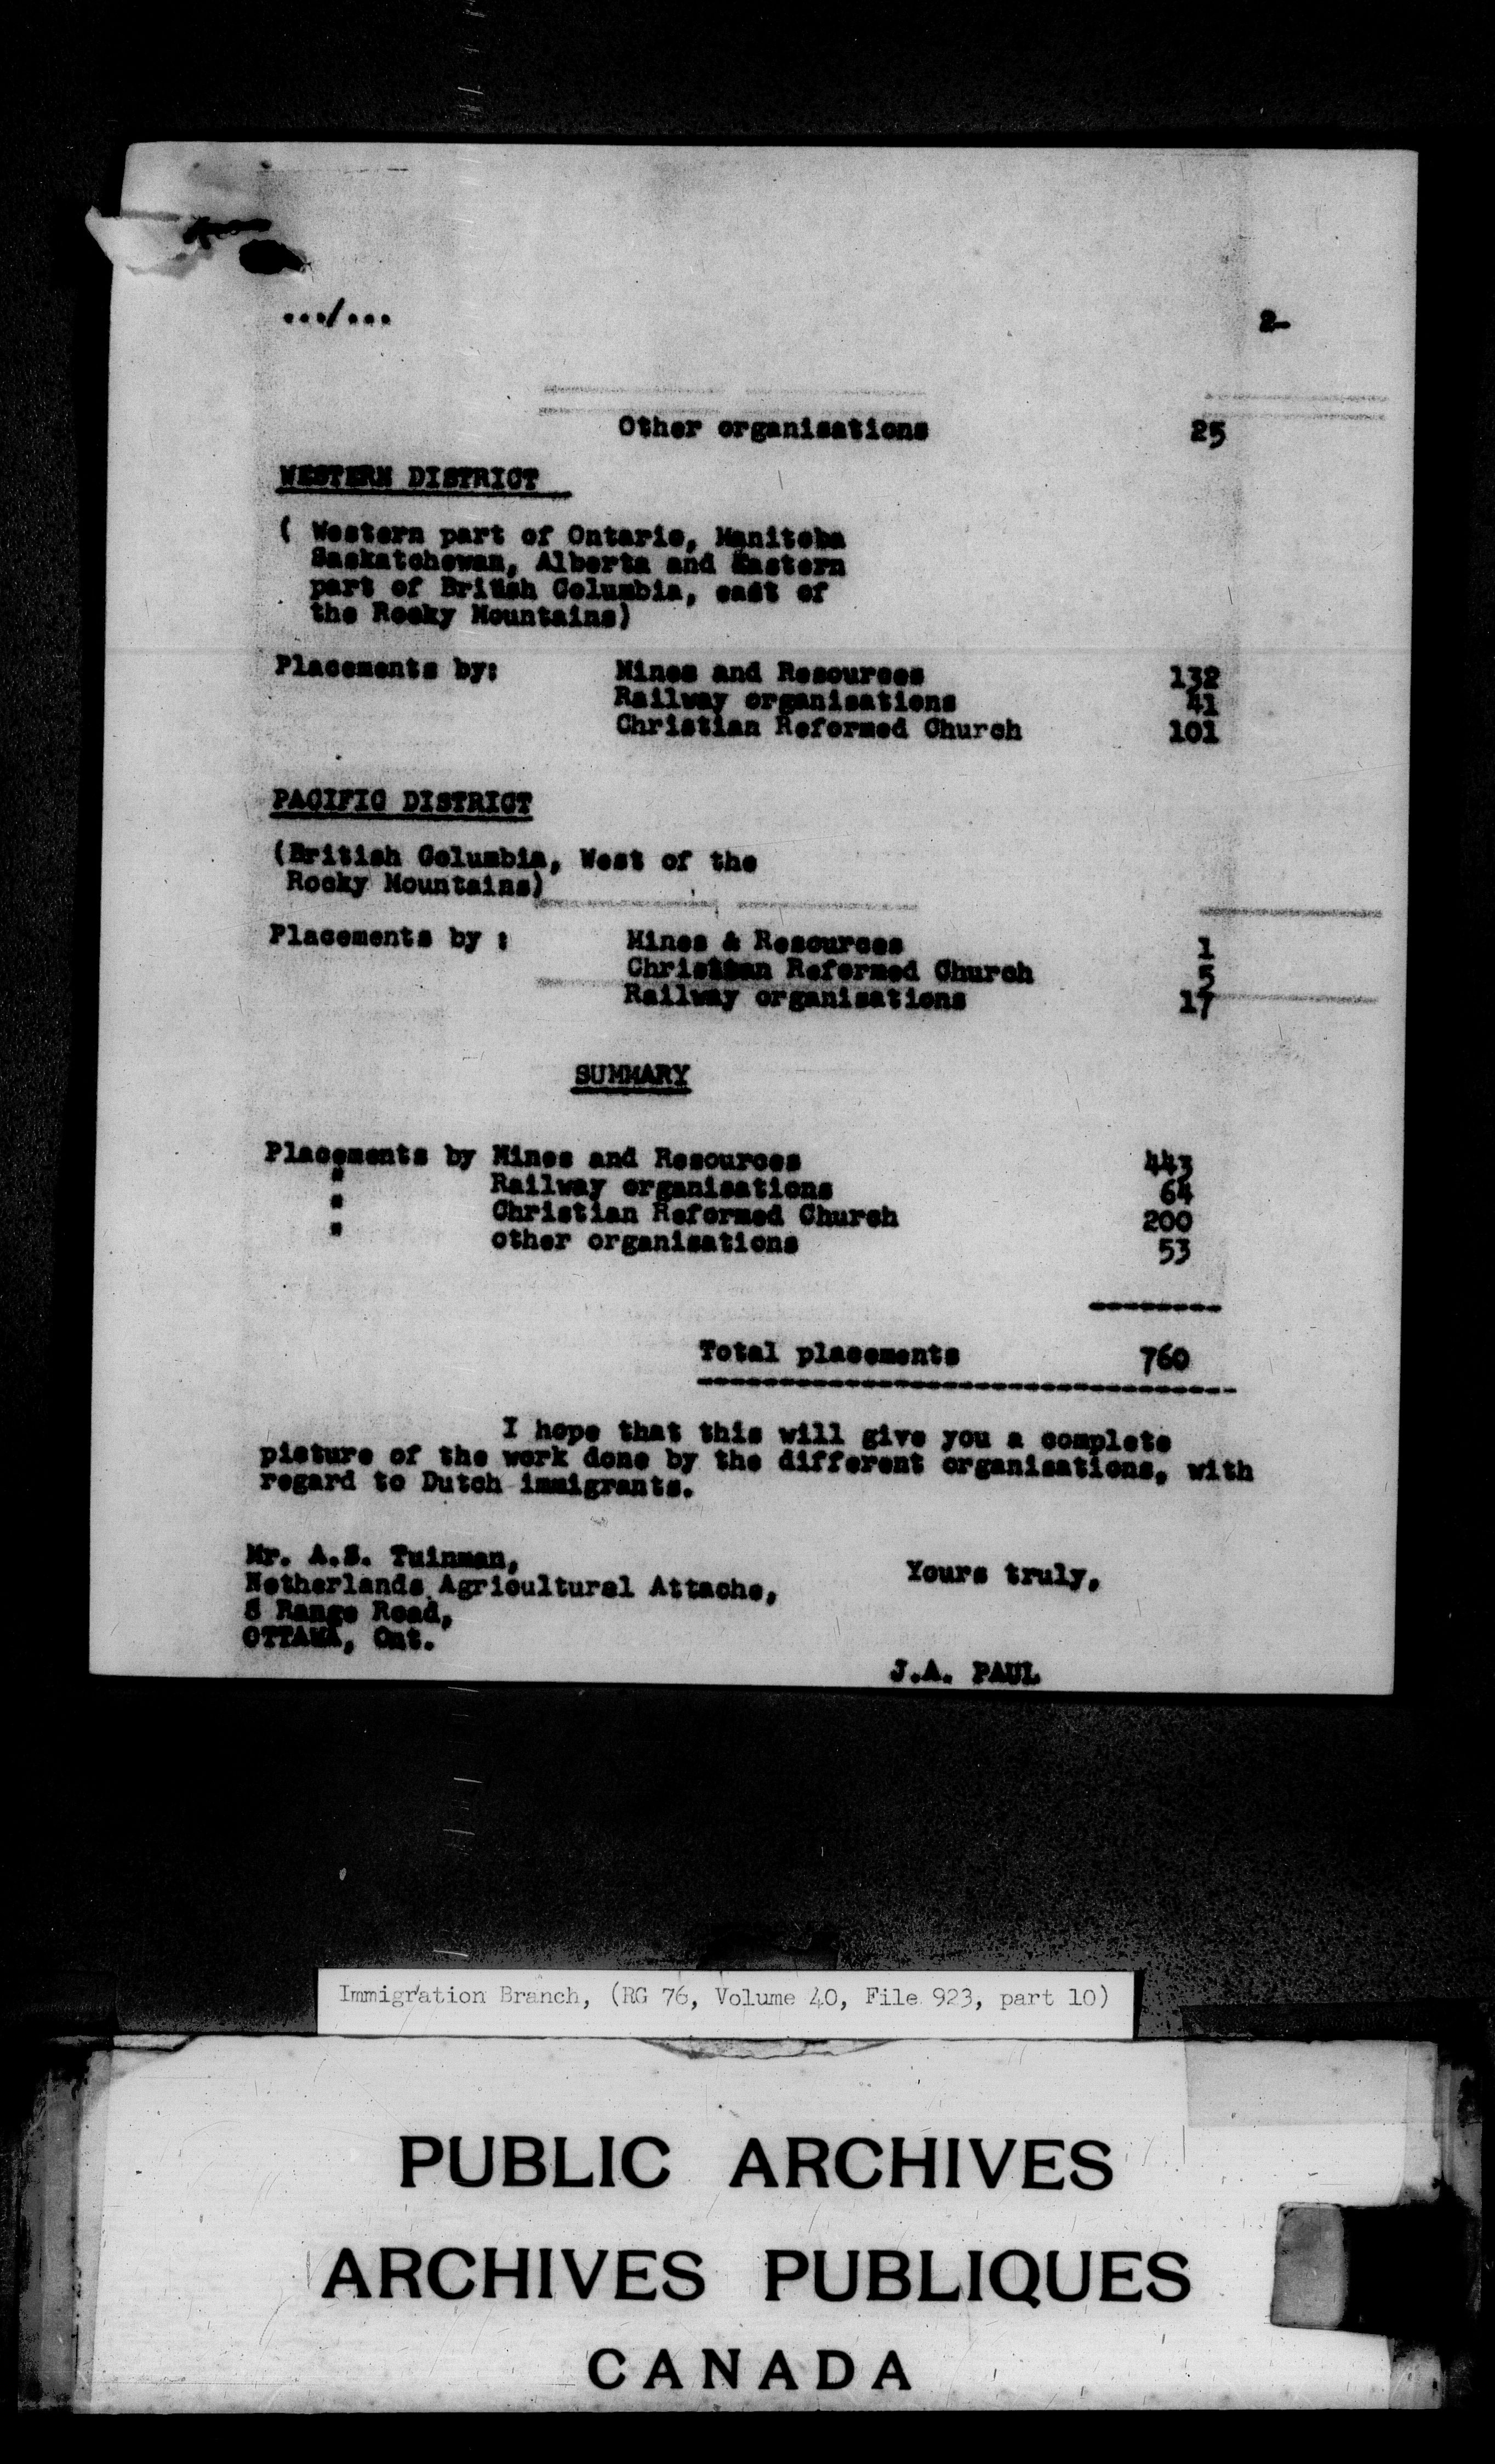 .../...
2-
Other organisations 25
WESTERN DISTRICT
( Western part of Ontario, Manitoba
Saskatchewan, Alberta and Eastern
part of British Columbia, east of
the Rocky Mountains)
Placements by: Mines and Resources 132
Railway organisations 41
Christian Reformed Church 101
PACIFIC DISTRICT
(British Columbia, West of the
Rocky Mountains)
Placements by : Mines & Resources 1
Christian Reformed Church 5
Railway organisations 17
SUMMARY
Placements by Mines and Resources 443
" Railway organisations 64
" Christian Reformed Church 200
" other organisations 53
---------
Total placements 760
I hope that this will give you a complete
picture of the work done by the different organisations, with
regard to Dutch immigrants.
Mr. A.S. Tuinman,
Netherlands Agricultural Attache,
8 Range Road,
OTTAWA, Ont.
Yours truly,
J.A. PAUL
Immigration Branch, (RG 76, Volume 40, File 923, part 10)
PUBLIC ARCHIVES
ARCHIVES PUBLIQUES
CANADA